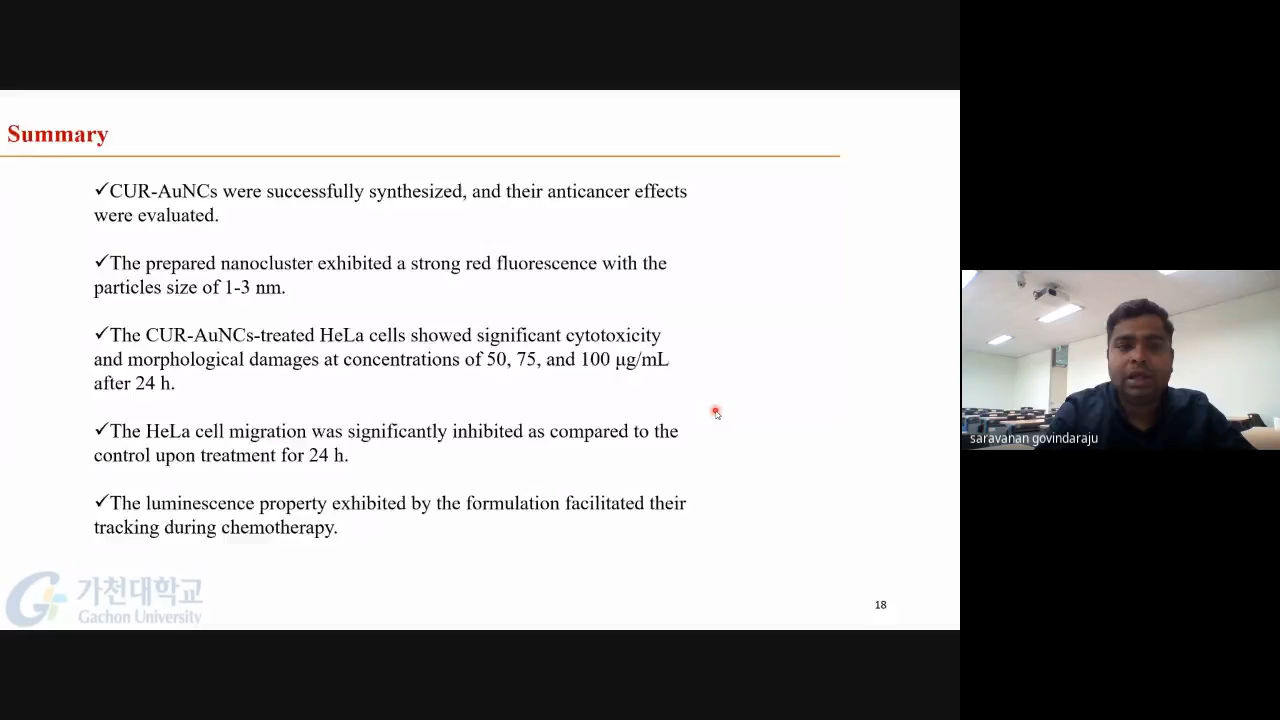 Summary
✓CUR-AuNCs were successfully synthesized, and their anticancer effects
were evaluated.
✓The prepared nanocluster exhibited a strong red fluorescence with the
particles size of 1-3 nm.
✓The CUR-AuNCs-treated HeLa cells showed significant cytotoxicity
and morphological damages at concentrations of 50, 75, and 100 μg/mL
after 24 h.
✓The HeLa cell migration was significantly inhibited as compared to the
control upon treatment for 24 h.
✓The luminescence property exhibited by the formulation facilitated their
tracking during chemotherapy.
가천대학교
Gachon University
18
saravanan govindaraju